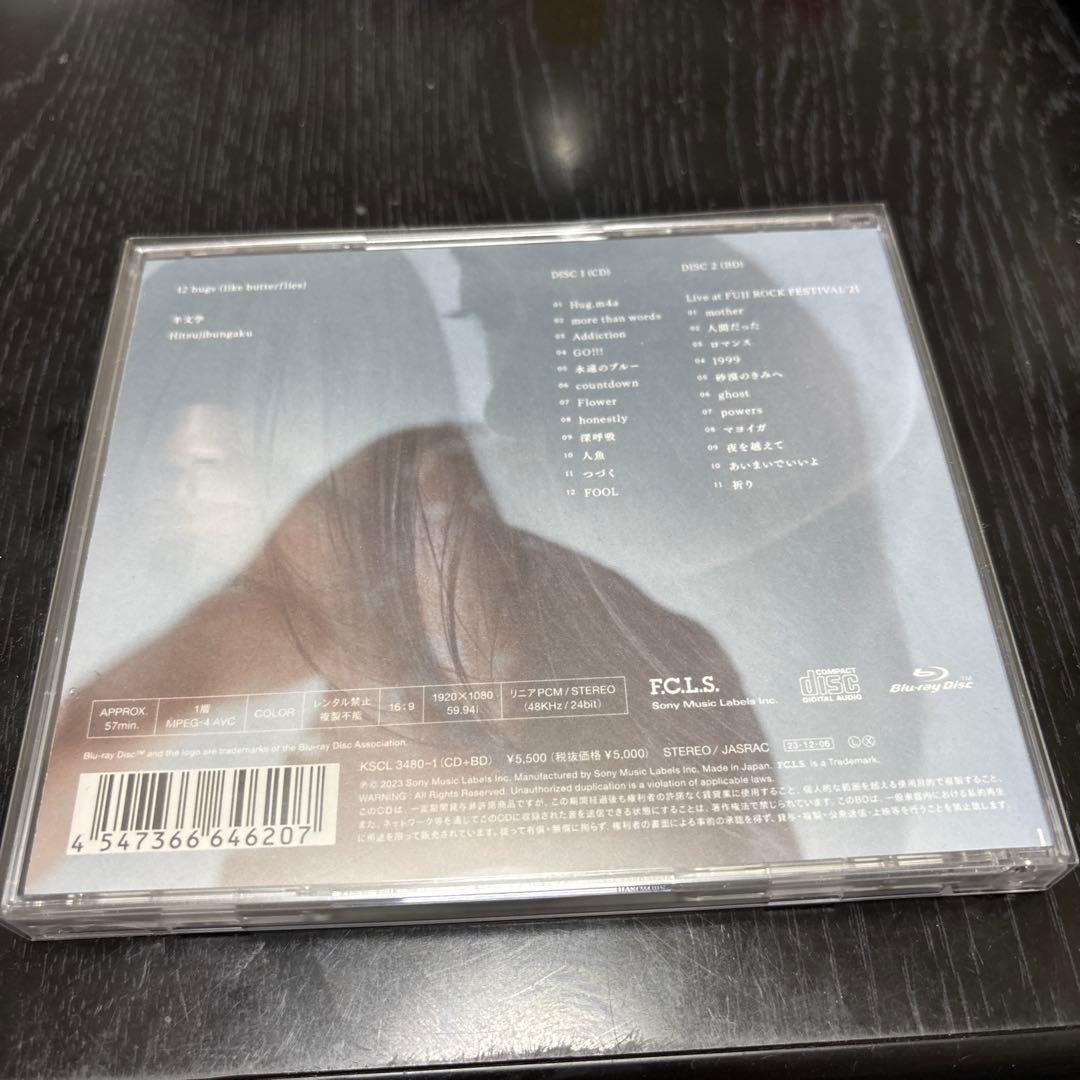 12 hugs (like butterflies)
羊文学
Hitsujibungaku
DISC 1 (CD)
01 Hug.m4a
02 more than words
03 Addiction
04 GO!!!
05 永遠のブルー
06 countdown
07 Flower
08 honestly
09 深呼吸
10 人魚
11 つづく
12 FOOL
DISC 2 (BD)
Live at FUJI ROCK FESTIVAL'21
01 mother
02 人間だった
03 ロマンス
04 1999
05 砂漠のきみへ
06 ghost
07 powers
08 マヨイガ
09 夜を越えて
10 あいまいでいいよ
11 祈り
APPROX.
57min.
1層
MPEG-4 AVC
COLOR
レンタル禁止
複製不能
16:9
1920×1080
59.94i
リニアPCM / STEREO
(48KHz / 24bit)
F.C.L.S.
Sony Music Labels Inc.
COMPACT
disc
DIGITAL AUDIO
Blu-ray Disc™
Blu-ray Disc™ and the logo are trademarks of the Blu-ray Disc Association.
KSCL 3480-1 (CD+BD) ¥5,500 (税抜価格 ¥5,000) STEREO / JASRAC 23-12-06 Ⓛ Ⓧ
℗© 2023 Sony Music Labels Inc. Manufactured by Sony Music Labels Inc. Made in Japan. F.C.L.S. is a Trademark.
WARNING : All Rights Reserved. Unauthorized duplication is a violation of applicable laws.
4 547366 646207